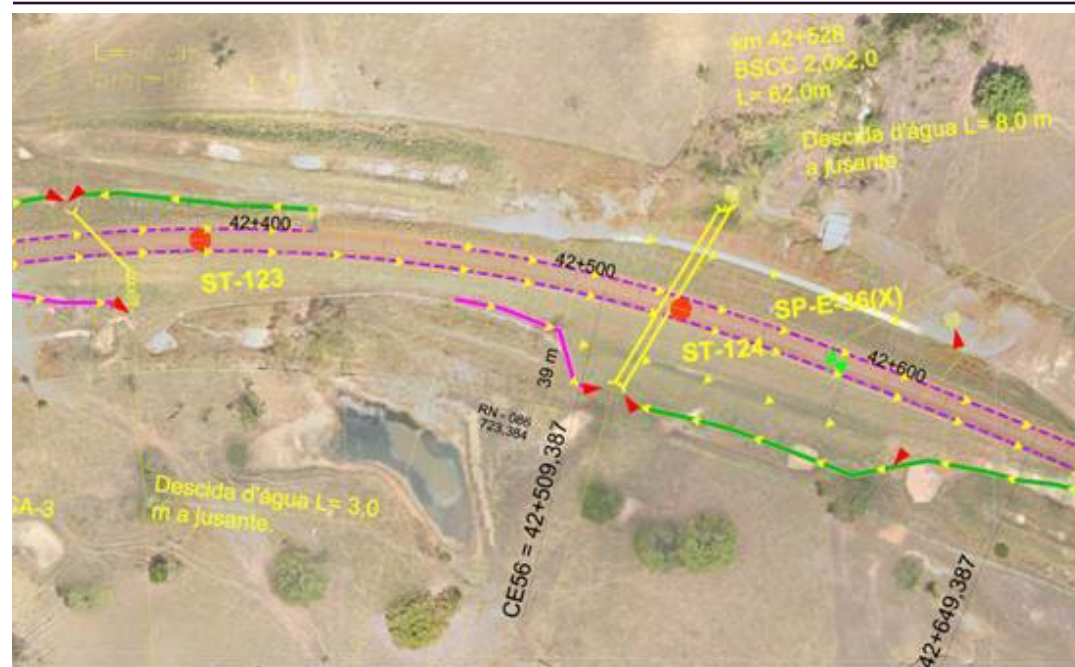 km 42+528
BSCC 2,0x2,0
L= 62,0m
Descida d'água L= 8,0 m
a jusante.
42+400
ST-123
42+500
SP-E-36(X)
ST-124
42+600
39 m
RN - 086
723,384
CE56 = 42+509,387
Descida d'água L= 3,0
m a jusante.
CA-3
42+649,387